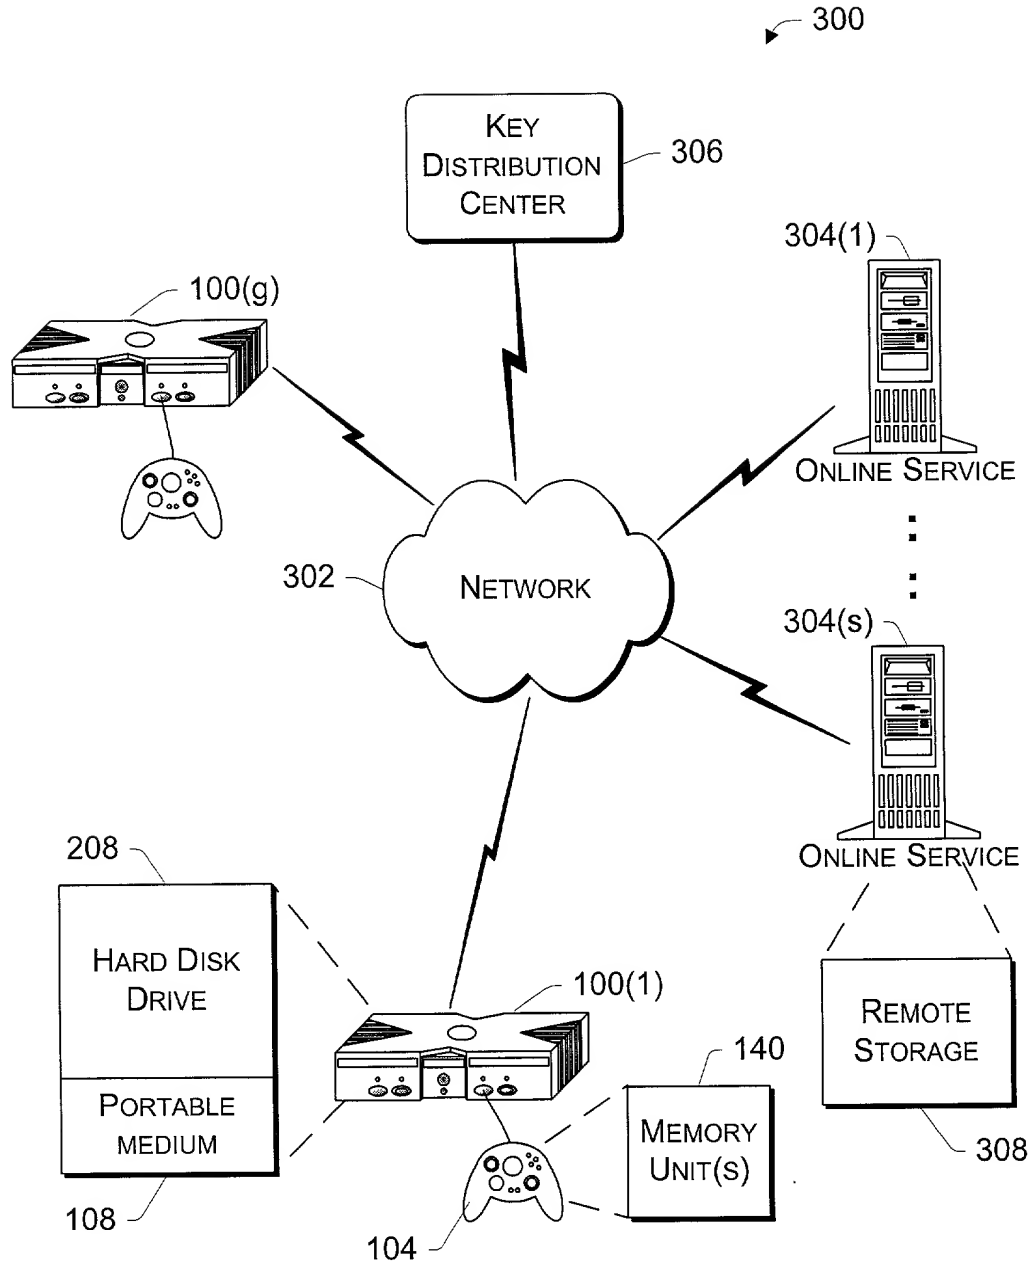 300
KEY
DISTRIBUTION
CENTER
306
304(1)
100(g)
ONLINE SERVICE
302
NETWORK
304(s)
ONLINE SERVICE
208
HARD DISK
DRIVE
100(1)
REMOTE
STORAGE
140
PORTABLE
MEDIUM
MEMORY
UNIT(S)
308
108
104